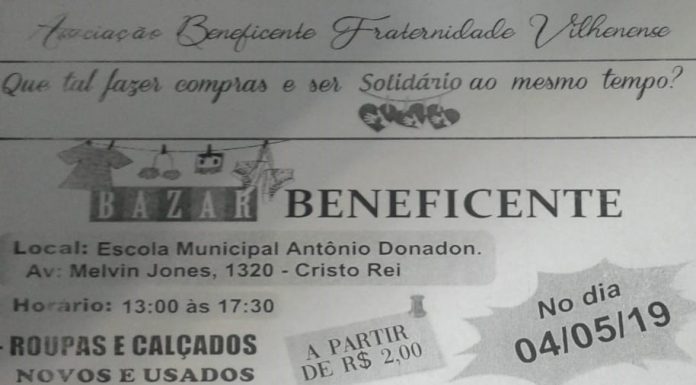 Associação Beneficente Fraternidade Vilhenense
Que tal fazer compras e ser Solidário ao mesmo tempo?
BAZAR BENEFICENTE
Local: Escola Municipal Antônio Donadon.
Av: Melvin Jones, 1320 - Cristo Rei
Horário: 13:00 às 17:30
- ROUPAS E CALÇADOS
NOVOS E USADOS
A PARTIR
DE R$ 2,00
No dia
04/05/19